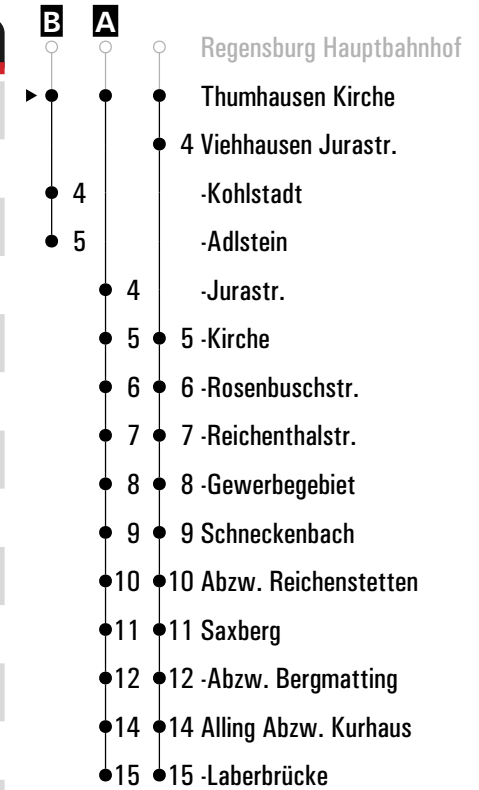 B A
Regensburg Hauptbahnhof
Thumhausen Kirche
4 Viehhausen Jurastr.
4 -Kohlstadt
5 -Adlstein
4 -Jurastr.
5 5 -Kirche
6 6 -Rosenbuschstr.
7 7 -Reichenthalstr.
8 8 -Gewerbegebiet
9 9 Schneckenbach
10 10 Abzw. Reichenstetten
11 11 Saxberg
12 12 -Abzw. Bergmatting
14 14 Alling Abzw. Kurhaus
15 15 -Laberbrücke